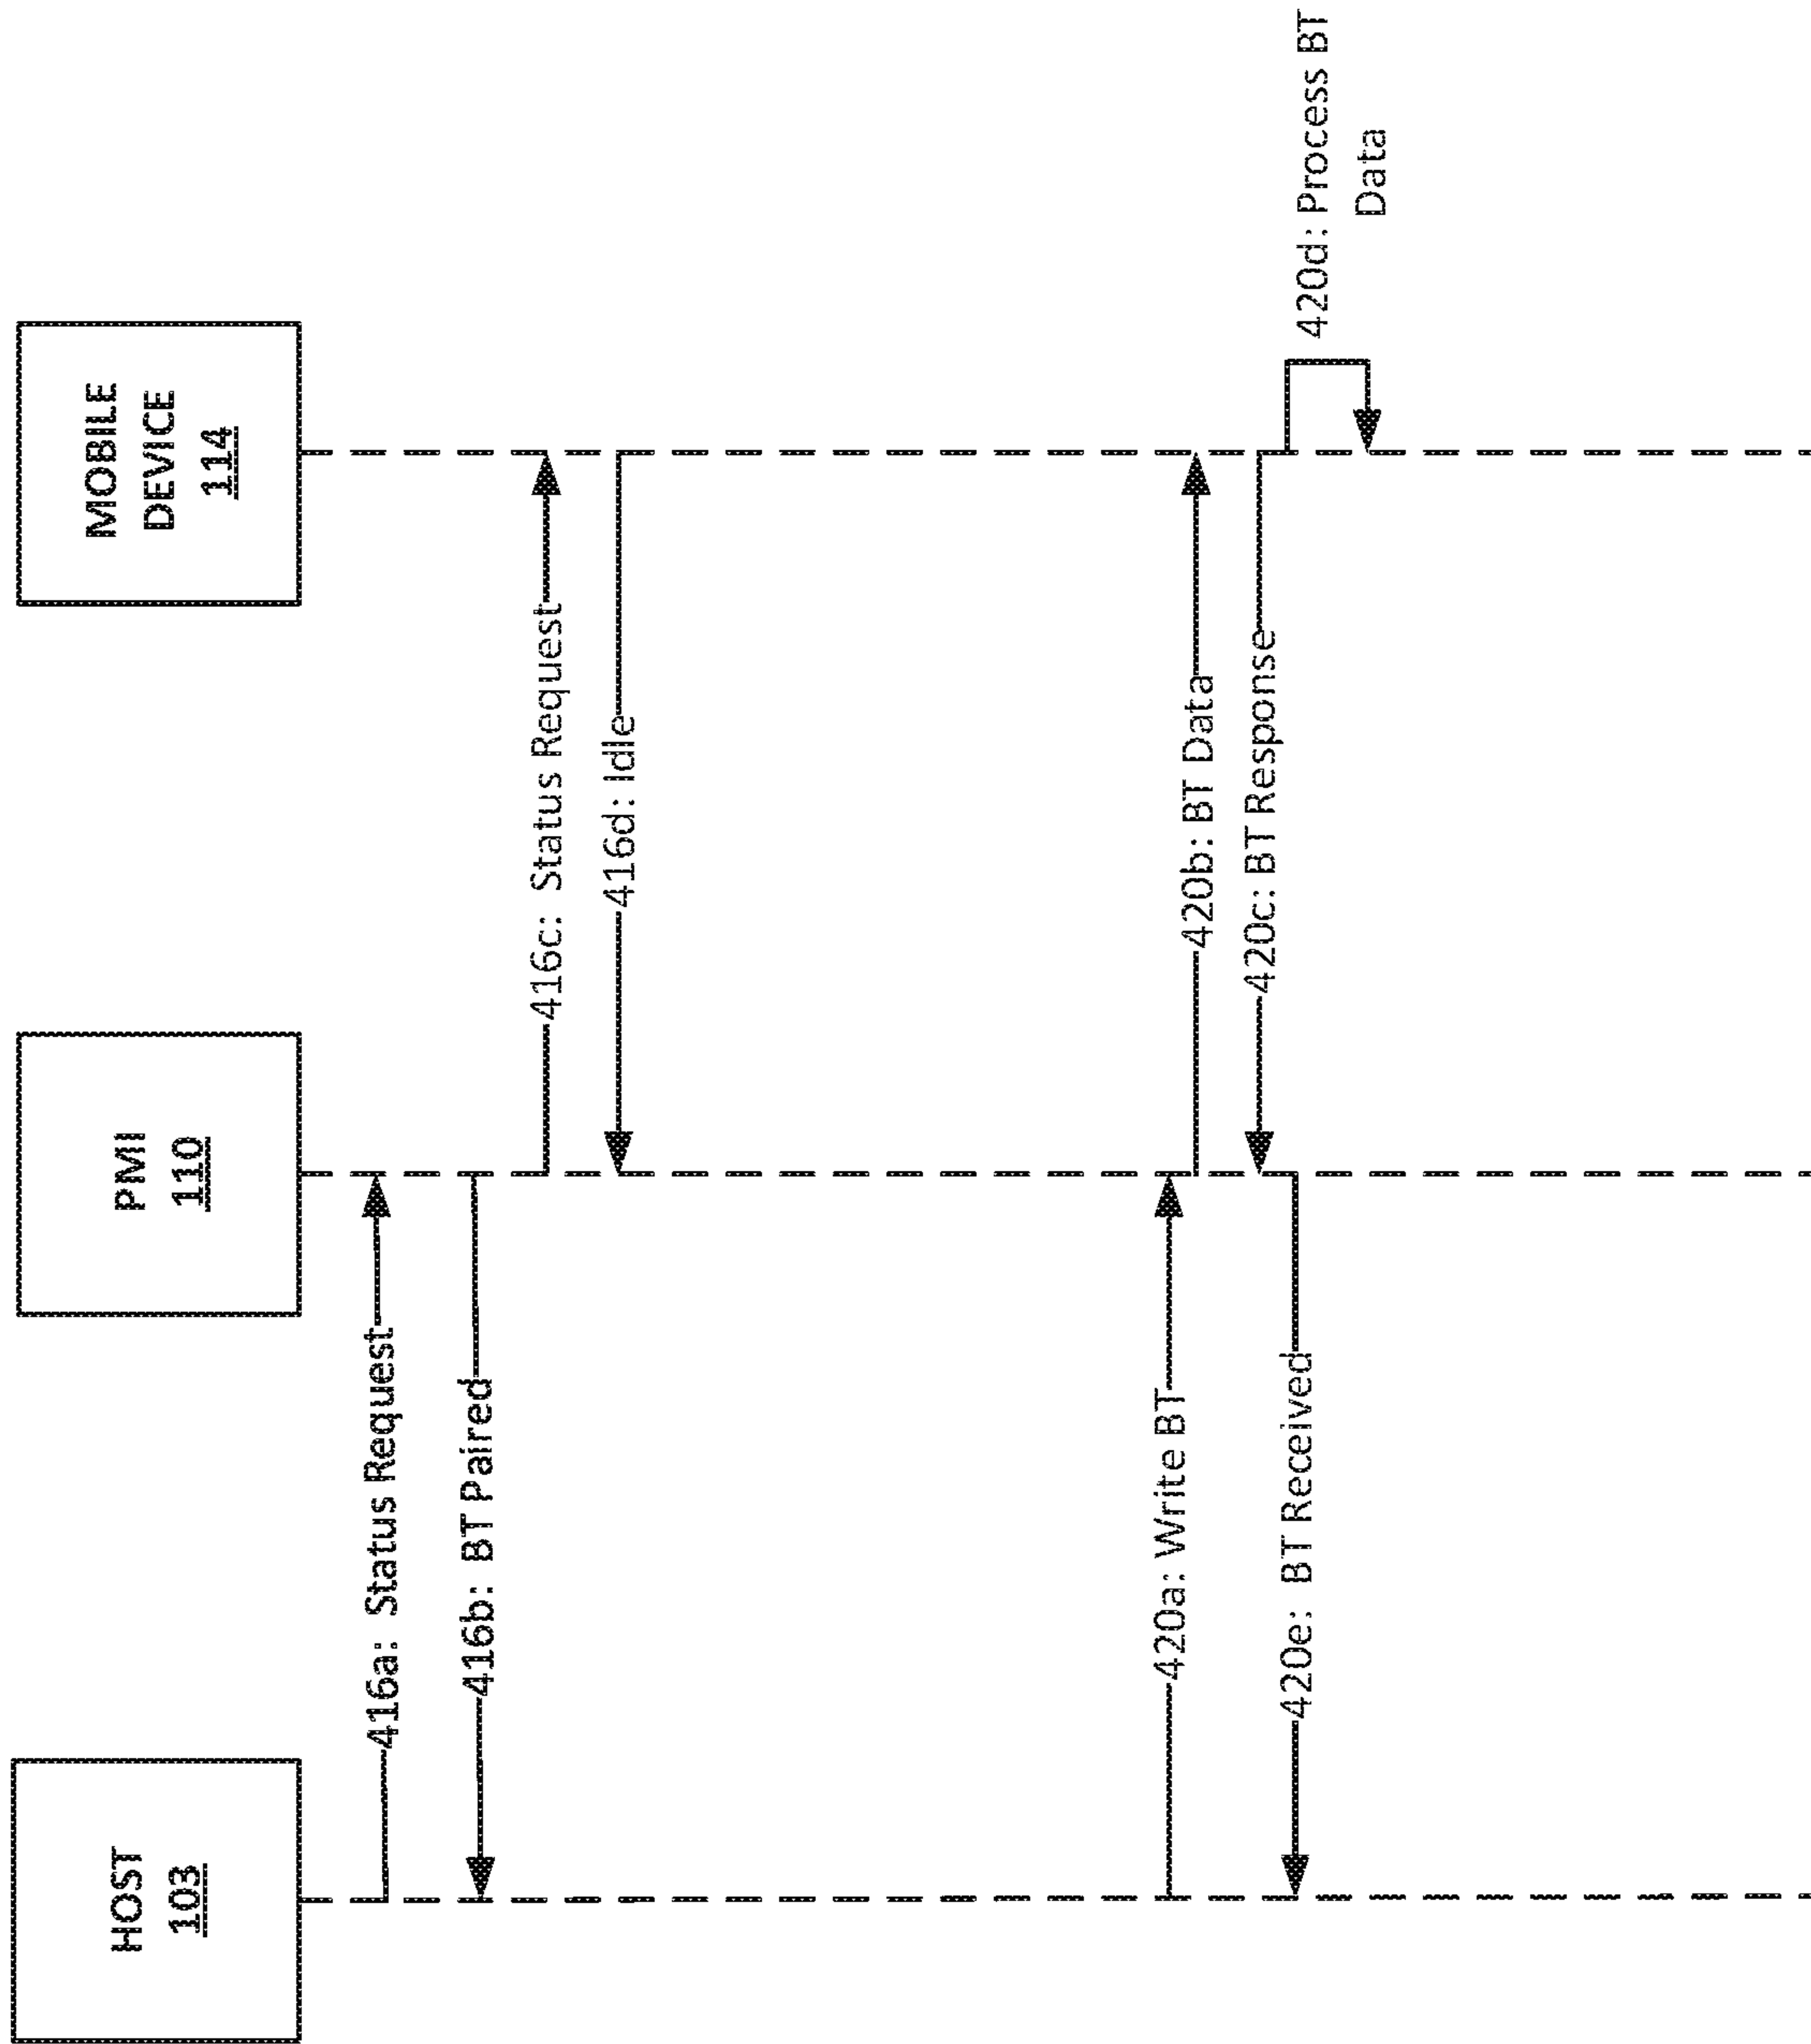 HOST
103
PMI
110
MOBILE
DEVICE
114
416a: Status Request
416b: BT Paired
416c: Status Request
416d: Idle
420a: Write BT
420b: BT Data
420c: BT Response
420d: Process BT
Data
420e: BT Received